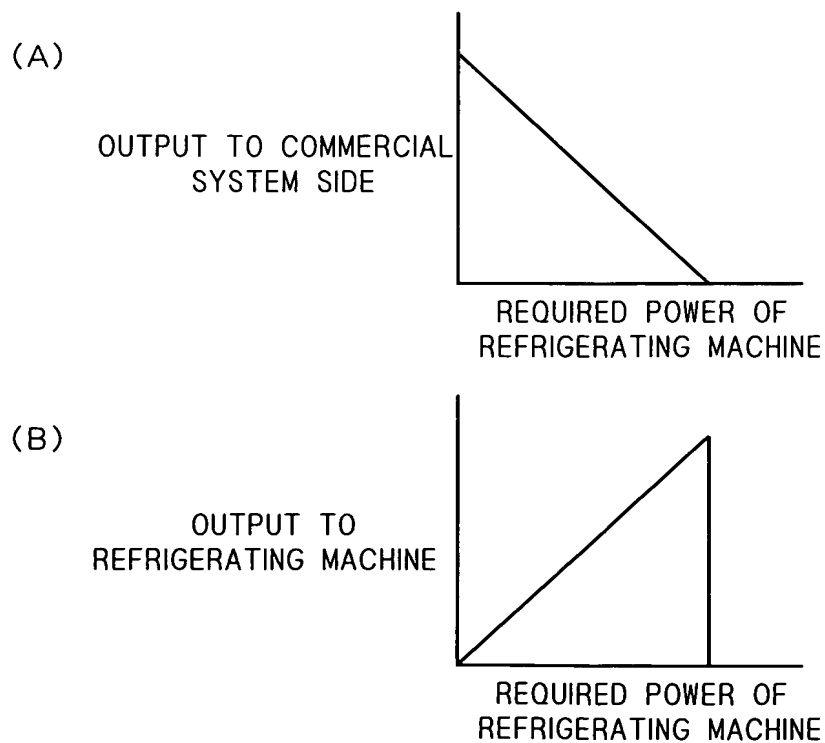 (A)
OUTPUT TO COMMERCIAL
SYSTEM SIDE
REQUIRED POWER OF
REFRIGERATING MACHINE
(B)
OUTPUT TO
REFRIGERATING MACHINE
REQUIRED POWER OF
REFRIGERATING MACHINE